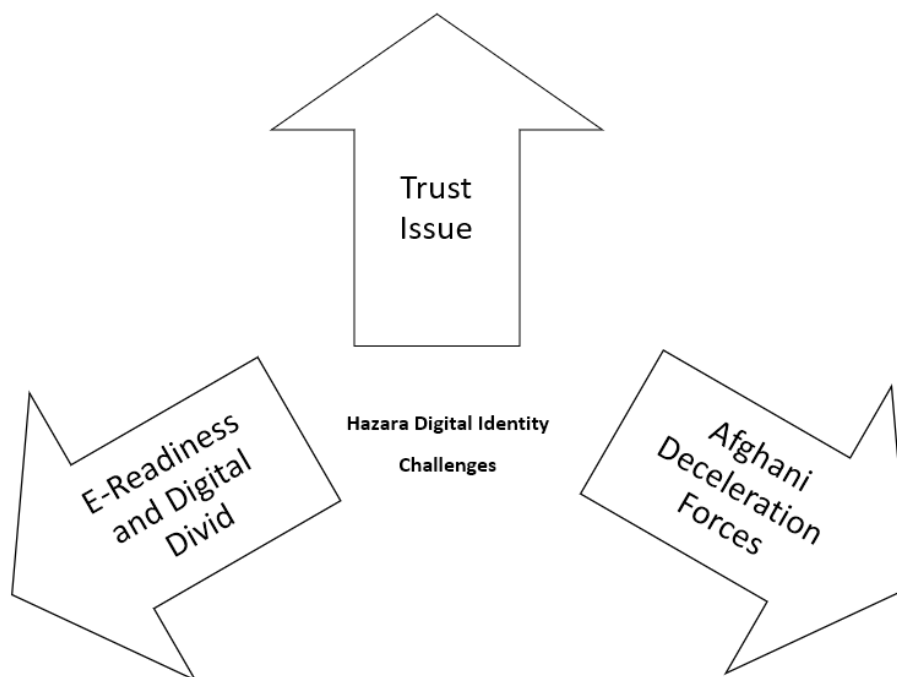 Trust
Issue
Hazara Digital Identity
Challenges
E-Readiness
and Digital
Divid
Afghani
Deceleration
Forces